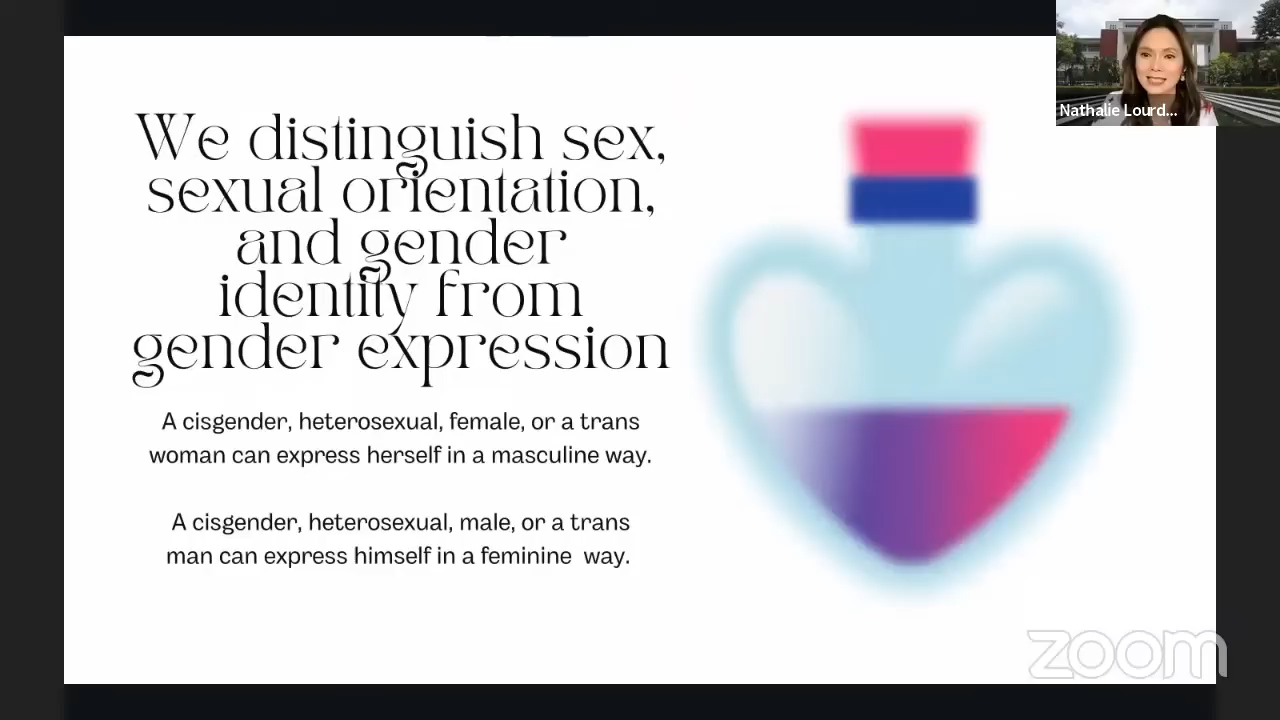 We distinguish sex,
sexual orientation,
and gender
identity from
gender expression
A cisgender, heterosexual, female, or a trans
woman can express herself in a masculine way.
A cisgender, heterosexual, male, or a trans
man can express himself in a feminine way.
Nathalie Lourd...
zoom